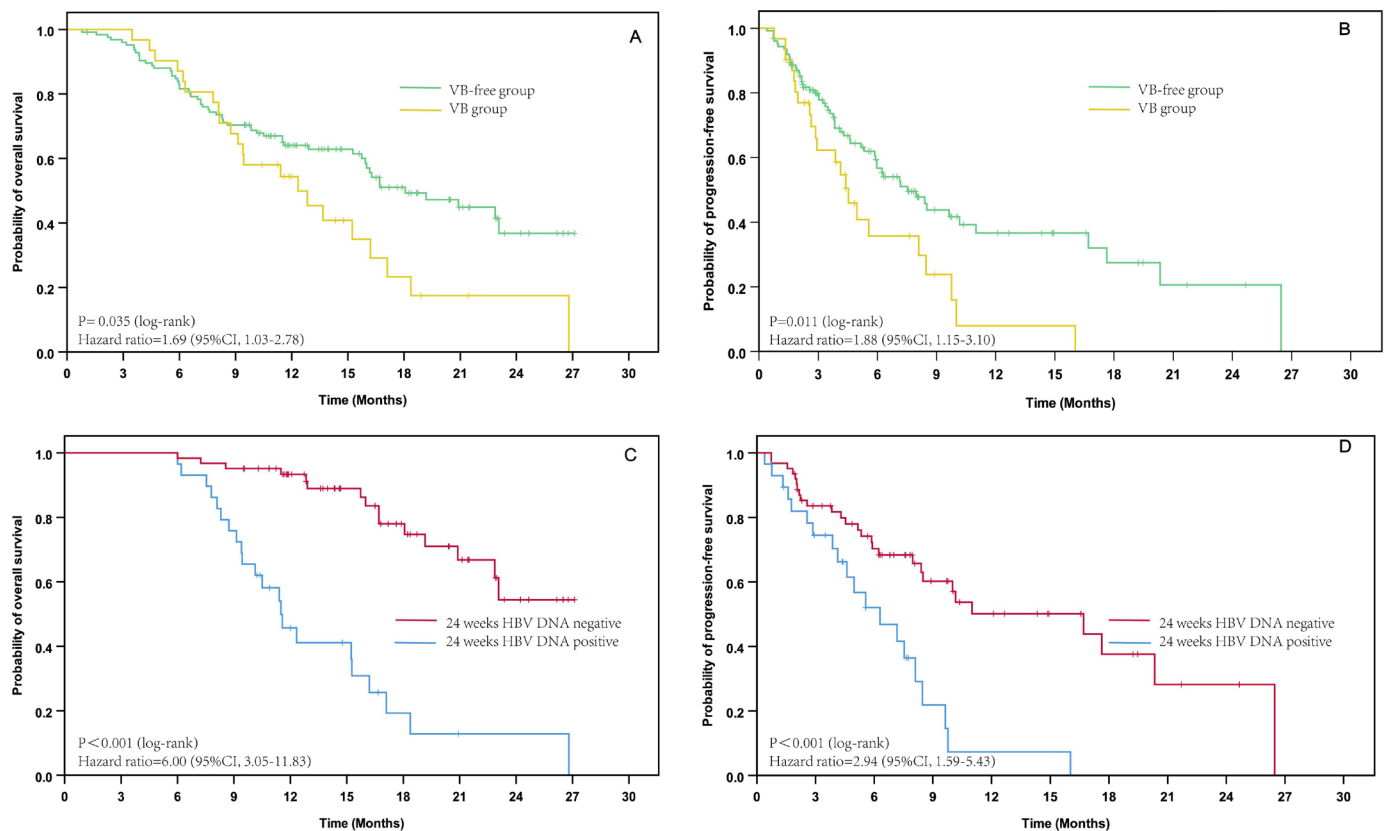 A
Probability of overall survival
1.0
0.8
0.6
0.4
0.2
0.0
VB-free group
VB group
P= 0.035 (log-rank)
Hazard ratio=1.69 (95%CI, 1.03-2.78)
0 3 6 9 12 15 18 21 24 27 30
Time (Months)
B
Probability of progression-free survival
1.0
0.8
0.6
0.4
0.2
0.0
VB-free group
VB group
P=0.011 (log-rank)
Hazard ratio=1.88 (95%CI, 1.15-3.10)
0 3 6 9 12 15 18 21 24 27 30
Time (Months)
C
Probability of overall survival
1.0
0.8
0.6
0.4
0.2
0.0
24 weeks HBV DNA negative
24 weeks HBV DNA positive
P<0.001 (log-rank)
Hazard ratio=6.00 (95%CI, 3.05-11.83)
0 3 6 9 12 15 18 21 24 27 30
Time (Months)
D
Probability of progression-free survival
1.0
0.8
0.6
0.4
0.2
0.0
24 weeks HBV DNA negative
24 weeks HBV DNA positive
P<0.001 (log-rank)
Hazard ratio=2.94 (95%CI, 1.59-5.43)
0 3 6 9 12 15 18 21 24 27 30
Time (Months)